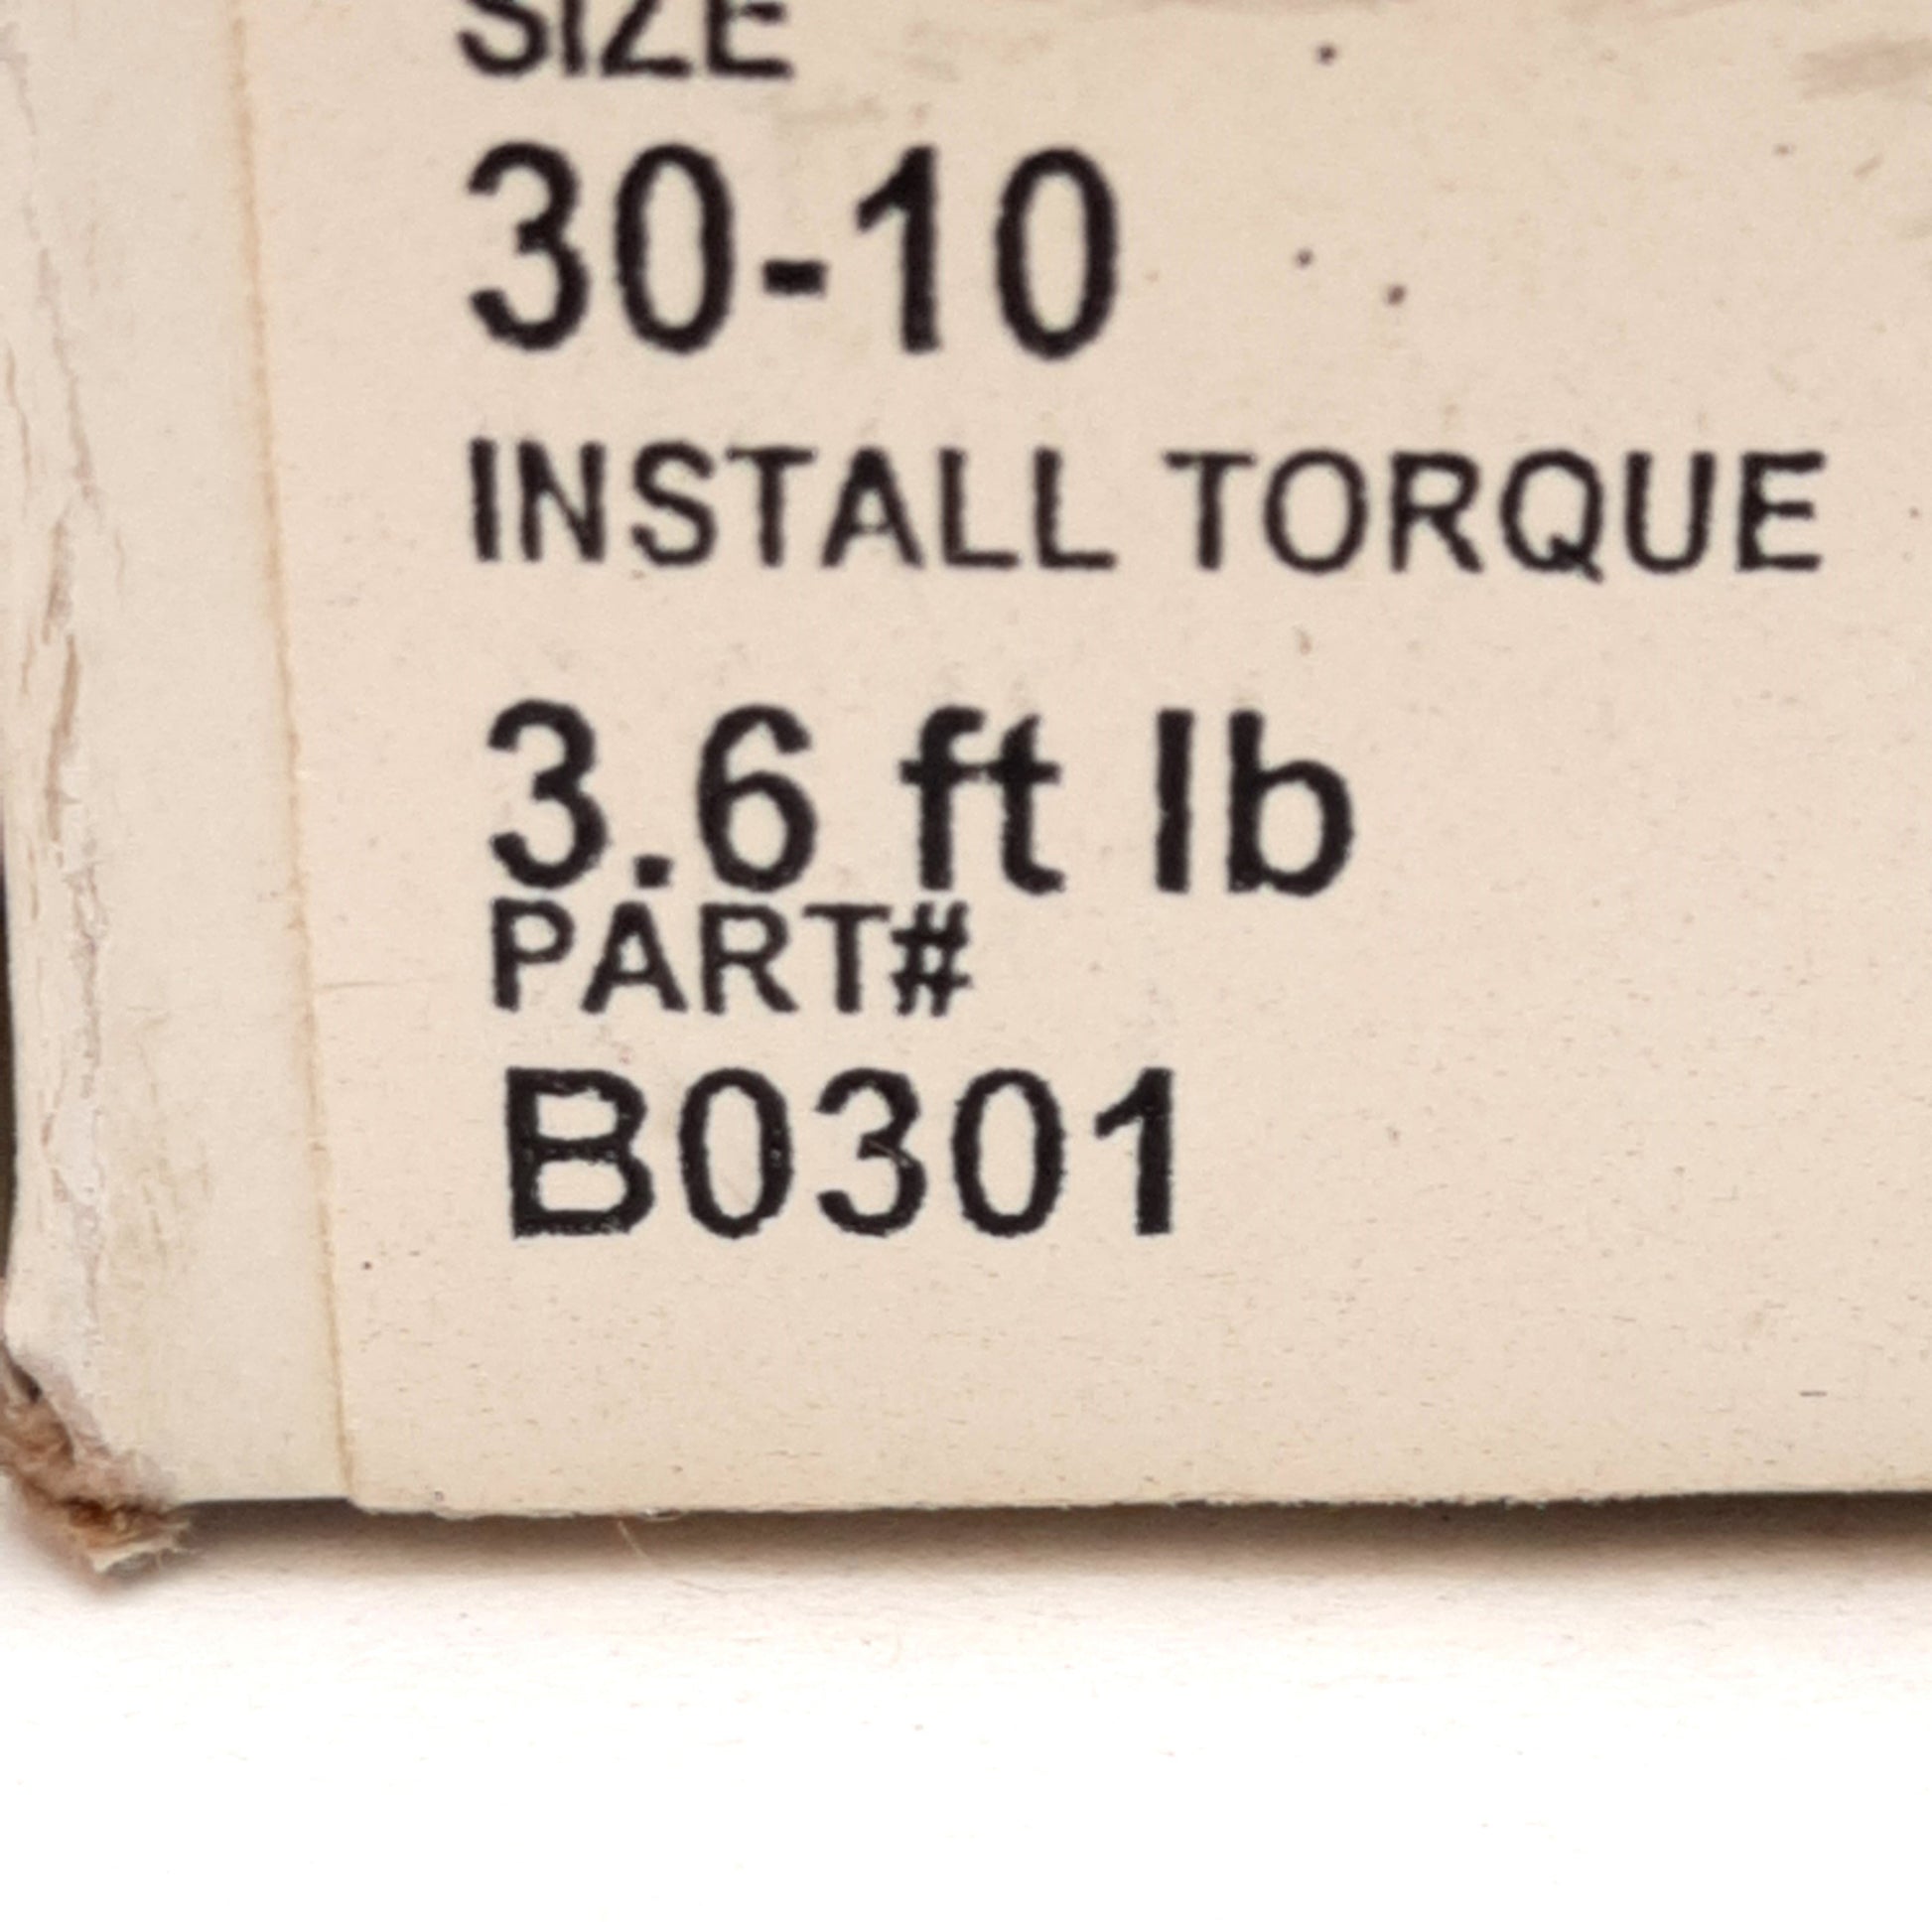 SIZE
30-10
INSTALL TORQUE
3.6 ft lb
PART#
B0301